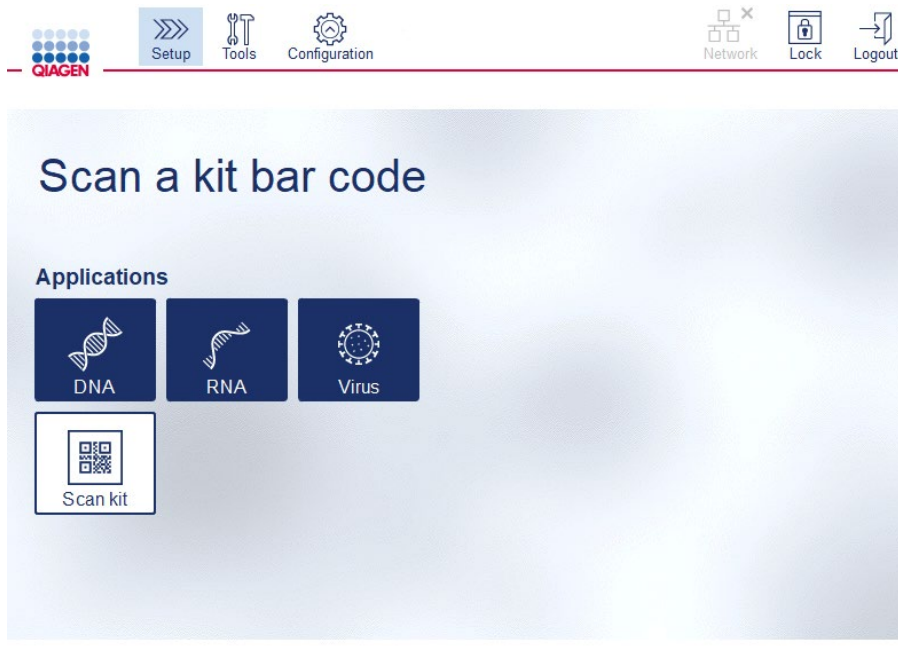 Setup Tools Configuration Network Lock Logout
QIAGEN
Scan a kit bar code
Applications
DNA RNA Virus
Scan kit